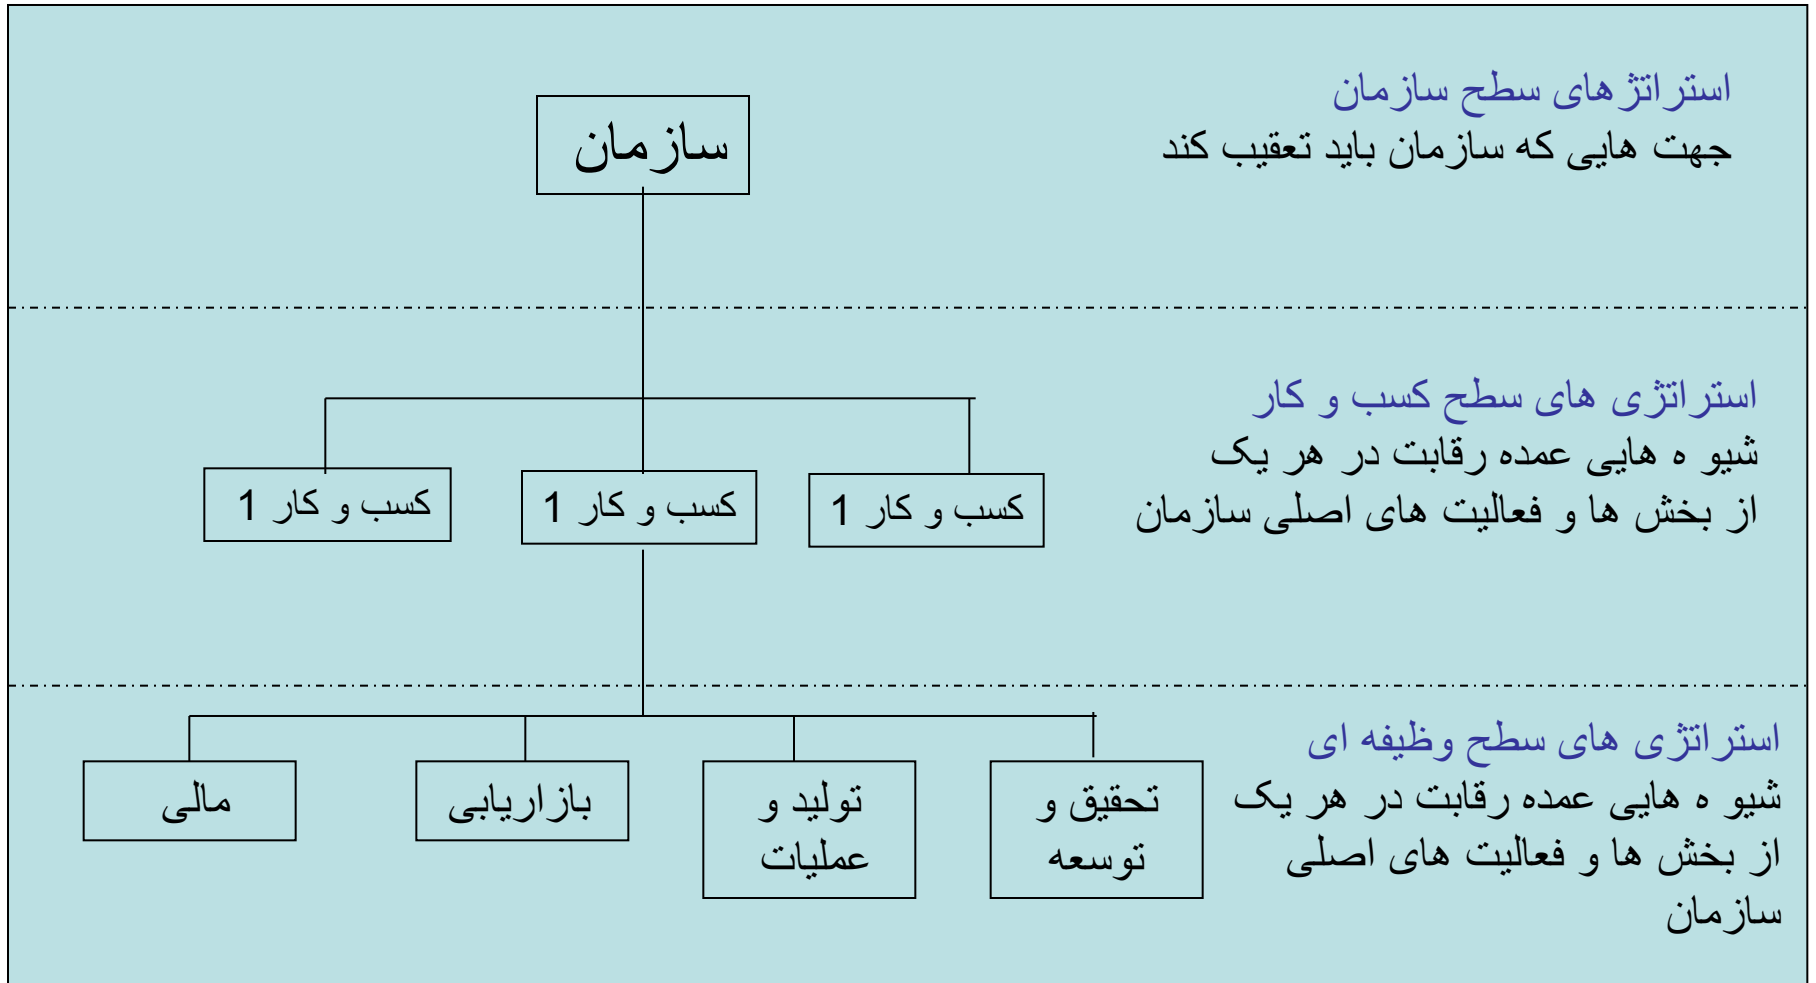 استراتژهای سطح سازمان
جهت هایی که سازمان باید تعقیب کند
سازمان
استراتژی های سطح کسب و کار
شیو ه هایی عمده رقابت در هر یک
از بخش ها و فعالیت های اصلی سازمان
کسب و کار 1
کسب و کار 1
کسب و کار 1
استراتژی های سطح وظیفه ای
شیو ه هایی عمده رقابت در هر یک
از بخش ها و فعالیت های اصلی
سازمان
تحقیق و
توسعه
تولید و
عملیات
بازاریابی
مالی